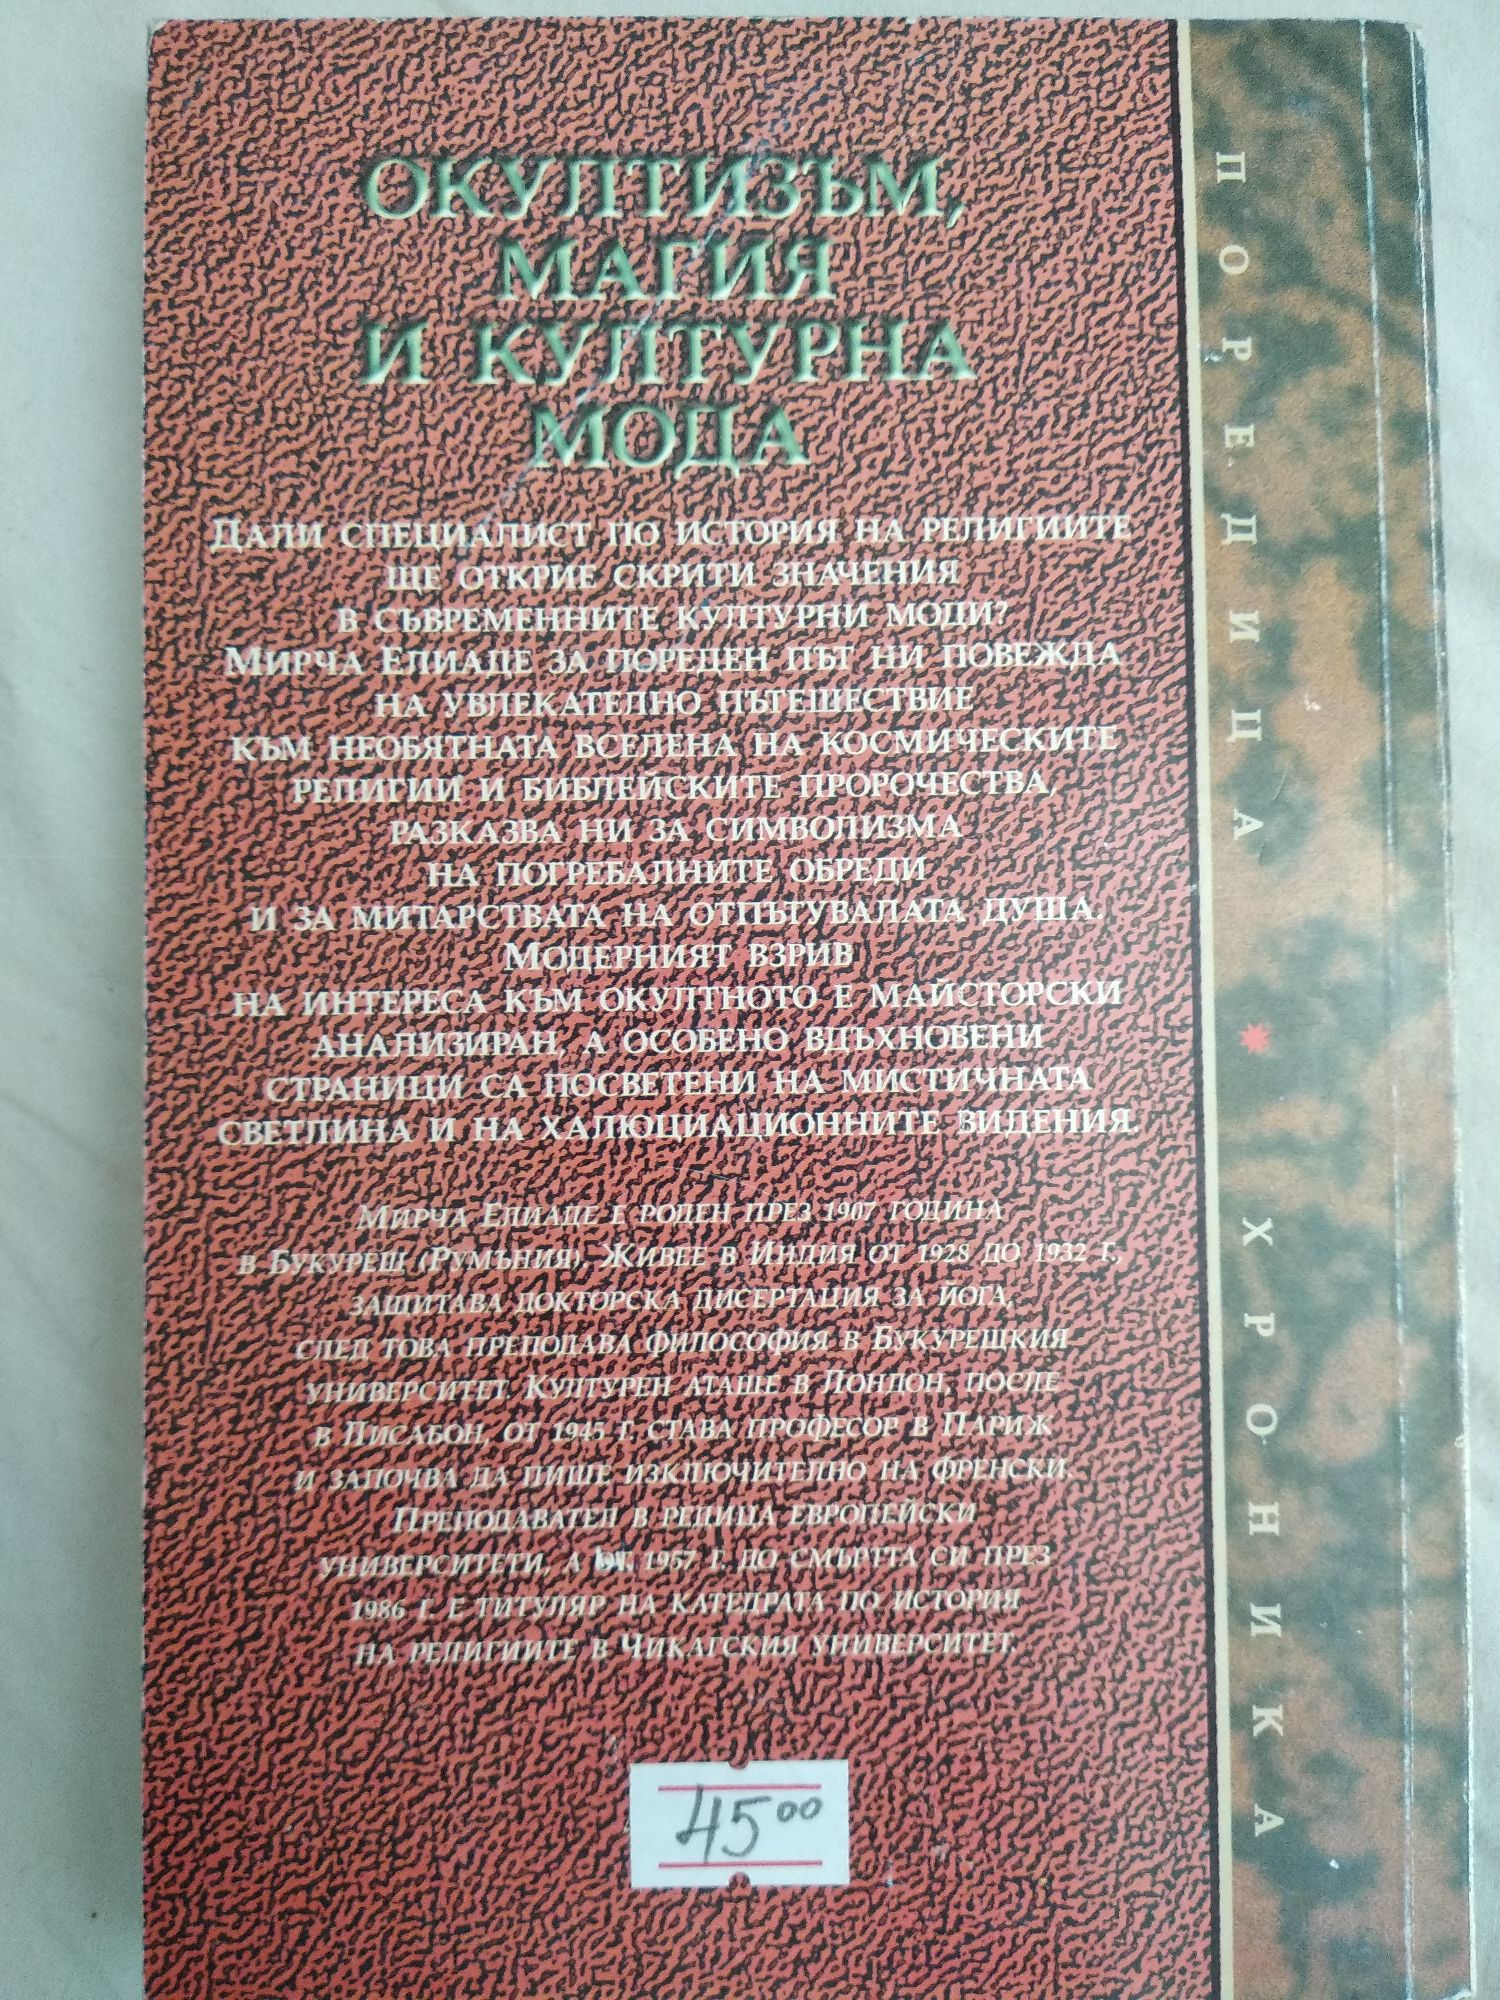 ОКУЛТИЗЪМ,
МАГИЯ
И КУЛТУРНА
МОДА
ДАЛИ СПЕЦИАЛИСТ ПО ИСТОРИЯ НА РЕЛИГИИТЕ
ЩЕ ОТКРИЕ СКРИТИ ЗНАЧЕНИЯ
В СЪВРЕМЕННИТЕ КУЛТУРНИ МОДИ?
МИРЧА ЕЛИАДЕ ЗА ПОРЕДЕН ПЪТ НИ ПОВЕЖДА
НА УВЛЕКАТЕЛНО ПЪТЕШЕСТВИЕ
КЪМ НЕОБЯТНАТА ВСЕЛЕНА НА КОСМИЧЕСКИТЕ
РЕЛИГИИ И БИБЛЕЙСКИТЕ ПРОРОЧЕСТВА,
РАЗКАЗВА НИ ЗА СИМВОЛИЗМА
НА ПОГРЕБАЛНИТЕ ОБРЕДИ
И ЗА МИТАРСТВАТА НА ОТПЪТУВАЛАТА ДУША.
МОДЕРНИЯТ ВЗРИВ
НА ИНТЕРЕСА КЪМ ОКУЛТНОТО Е МАЙСТОРСКИ
АНАЛИЗИРАН, А ОСОБЕНО ВДЪХНОВЕНИ
СТРАНИЦИ СА ПОСВЕТЕНИ НА МИСТИЧНАТА
СВЕТЛИНА И НА ХАЛЮЦИАЦИОННИТЕ ВИДЕНИЯ.
МИРЧА ЕЛИАДЕ Е РОДЕН ПРЕЗ 1907 ГОДИНА
В БУКУРЕЩ (РУМЪНИЯ). ЖИВЕЕ В ИНДИЯ ОТ 1928 ДО 1932 Г.,
ЗАЩИТАВА ДОКТОРСКА ДИСЕРТАЦИЯ ЗА ЙОГА,
СЛЕД ТОВА ПРЕПОДАВА ФИЛОСОФИЯ В БУКУРЕЩКИЯ
УНИВЕРСИТЕТ. КУЛТУРЕН АТАШЕ В ЛОНДОН, ПОСЛЕ
В ЛИСАБОН, ОТ 1945 Г. СТАВА ПРОФЕСОР В ПАРИЖ
И ЗАПОЧВА ДА ПИШЕ ИЗКЛЮЧИТЕЛНО НА ФРЕНСКИ.
ПРЕПОДАВАТЕЛ В РЕДИЦА ЕВРОПЕЙСКИ
УНИВЕРСИТЕТИ, А 1957 Г. ДО СМЪРТТА СИ ПРЕЗ
1986 Г. Е ТИТУЛЯР НА КАТЕДРАТА ПО ИСТОРИЯ
НА РЕЛИГИИТЕ В ЧИКАГСКИЯ УНИВЕРСИТЕТ.
45 00
ПОРЕДИЦА * ХРОНИКА